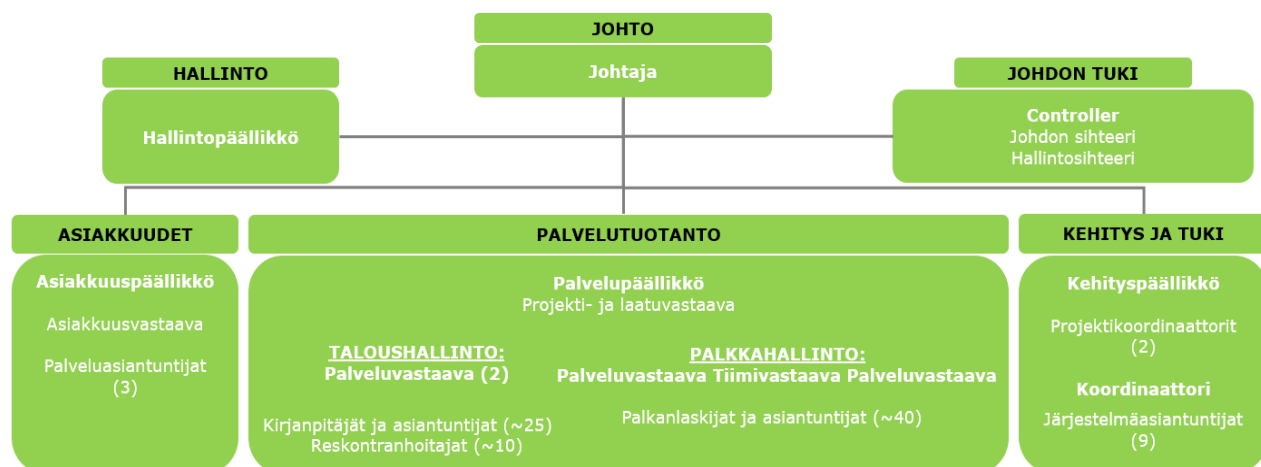 JOHTO
Johtaja
HALLINTO
Hallintopäällikkö
JOHDON TUKI
Controller
Johdon sihteeri
Hallintosihteeri
ASIAKKUUDET
Asiakkuuspäällikkö
Asiakkuusvastaava
Palveluasiantuntijat
(3)
PALVELUTUOTANTO
Palvelupäällikkö
Projekti- ja laatuvastaava
TALOUSHALLINTO:
Palveluvastaava (2)
Kirjanpitäjät ja asiantuntijat (~25)
Reskontranhoitajat (~10)
PALKKAHALLINTO:
Palveluvastaava Tiimivastaava Palveluvastaava
Palkanlaskijat ja asiantuntijat (~40)
KEHITYS JA TUKI
Kehityspäällikkö
Projektikoordinaattorit
(2)
Koordinaattori
Järjestelmäasiantuntijat
(9)